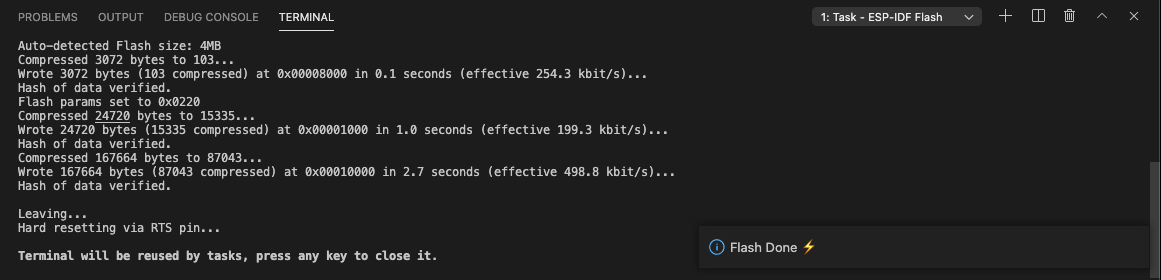 PROBLEMS OUTPUT DEBUG CONSOLE TERMINAL 1: Task - ESP-IDF Flash
Auto-detected Flash size: 4MB
Compressed 3072 bytes to 103...
Wrote 3072 bytes (103 compressed) at 0x00008000 in 0.1 seconds (effective 254.3 kbit/s)...
Hash of data verified.
Flash params set to 0x0220
Compressed 24720 bytes to 15335...
Wrote 24720 bytes (15335 compressed) at 0x00001000 in 1.0 seconds (effective 199.3 kbit/s)...
Hash of data verified.
Compressed 167664 bytes to 87043...
Wrote 167664 bytes (87043 compressed) at 0x00010000 in 2.7 seconds (effective 498.8 kbit/s)...
Hash of data verified.
Leaving...
Hard resetting via RTS pin...
Flash Done ⚡
Terminal will be reused by tasks, press any key to close it.